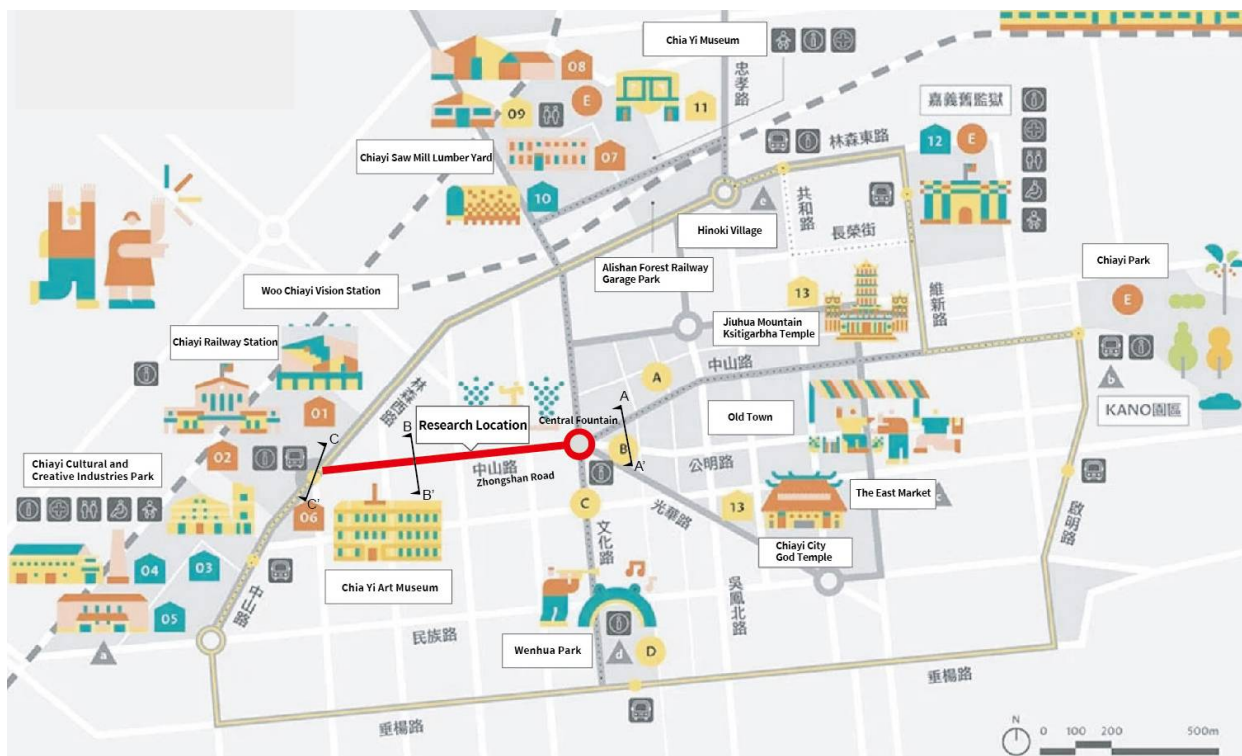 Chia Yi Museum
忠孝路
08
E
09
11
07
10
Chiayi Saw Mill Lumber Yard
嘉義舊監獄
12
E
林森東路
共和路
長榮街
維新路
e
Hinoki Village
Alishan Forest Railway
Garage Park
Chiayi Park
E
b
KANO園區
13
Jiuhua Mountain
Ksitigarbha Temple
中山路
Woo Chiayi Vision Station
Chiayi Railway Station
01
02
林森西路
A
Old Town
Central Fountain
A
B
A'
Research Location
B
B'
C
C'
中山路
Zhongshan Road
公明路
The East Market
c
啟明路
Chiayi Cultural and
Creative Industries Park
06
03
04
05
a
Chia Yi Art Museum
C
文化路
光華路
13
Chiayi City
God Temple
吳鳳北路
中山路
民族路
Wenhua Park
d
D
垂楊路
垂楊路
N
0 100 200 500m